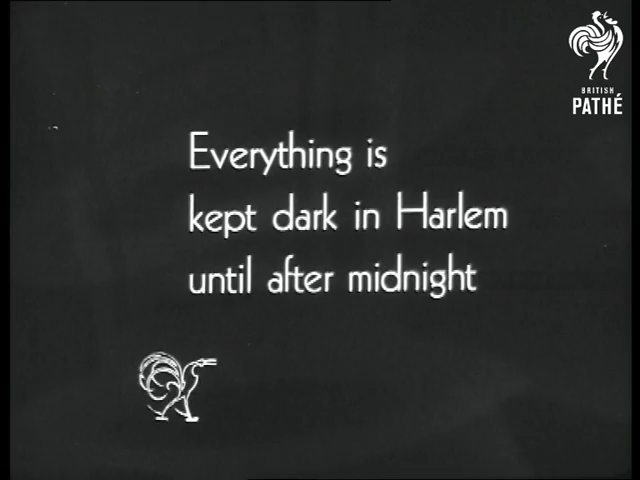 BRITISH
PATHÉ
Everything is
kept dark in Harlem
until after midnight